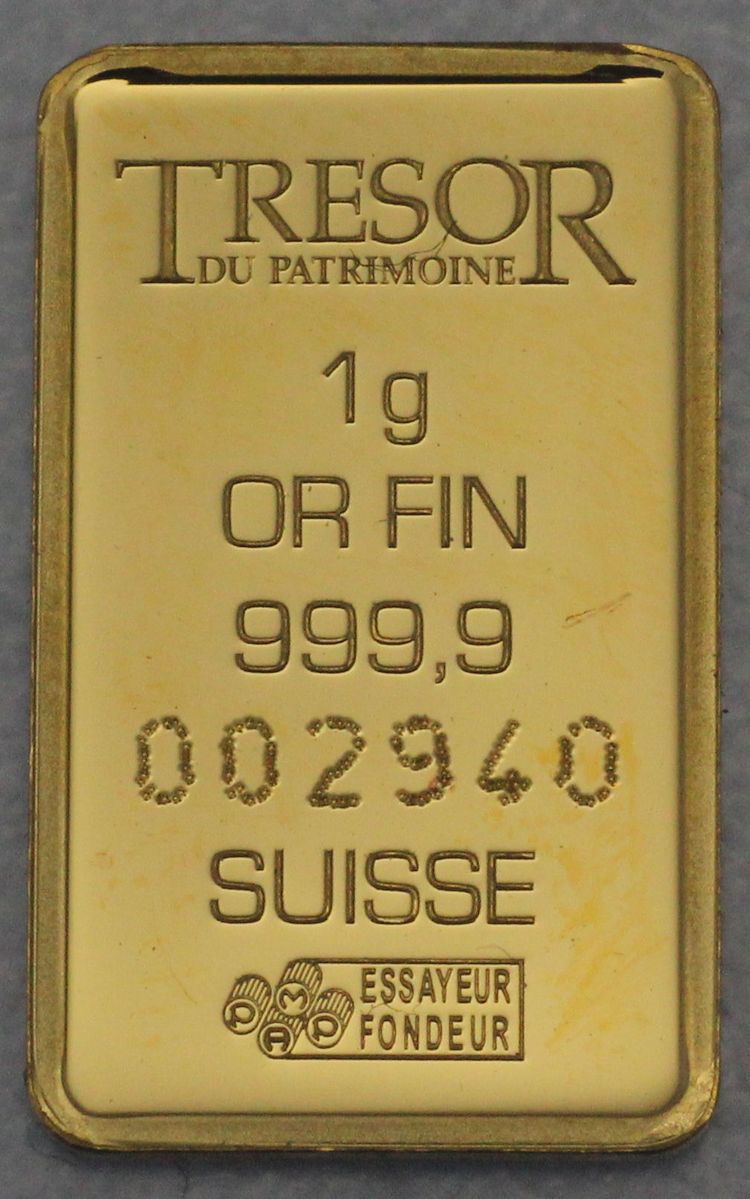 TRESOR
DU PATRIMOINE
1g
OR FIN
999,9
002940
SUISSE
PAMP
ESSAYEUR
FONDEUR